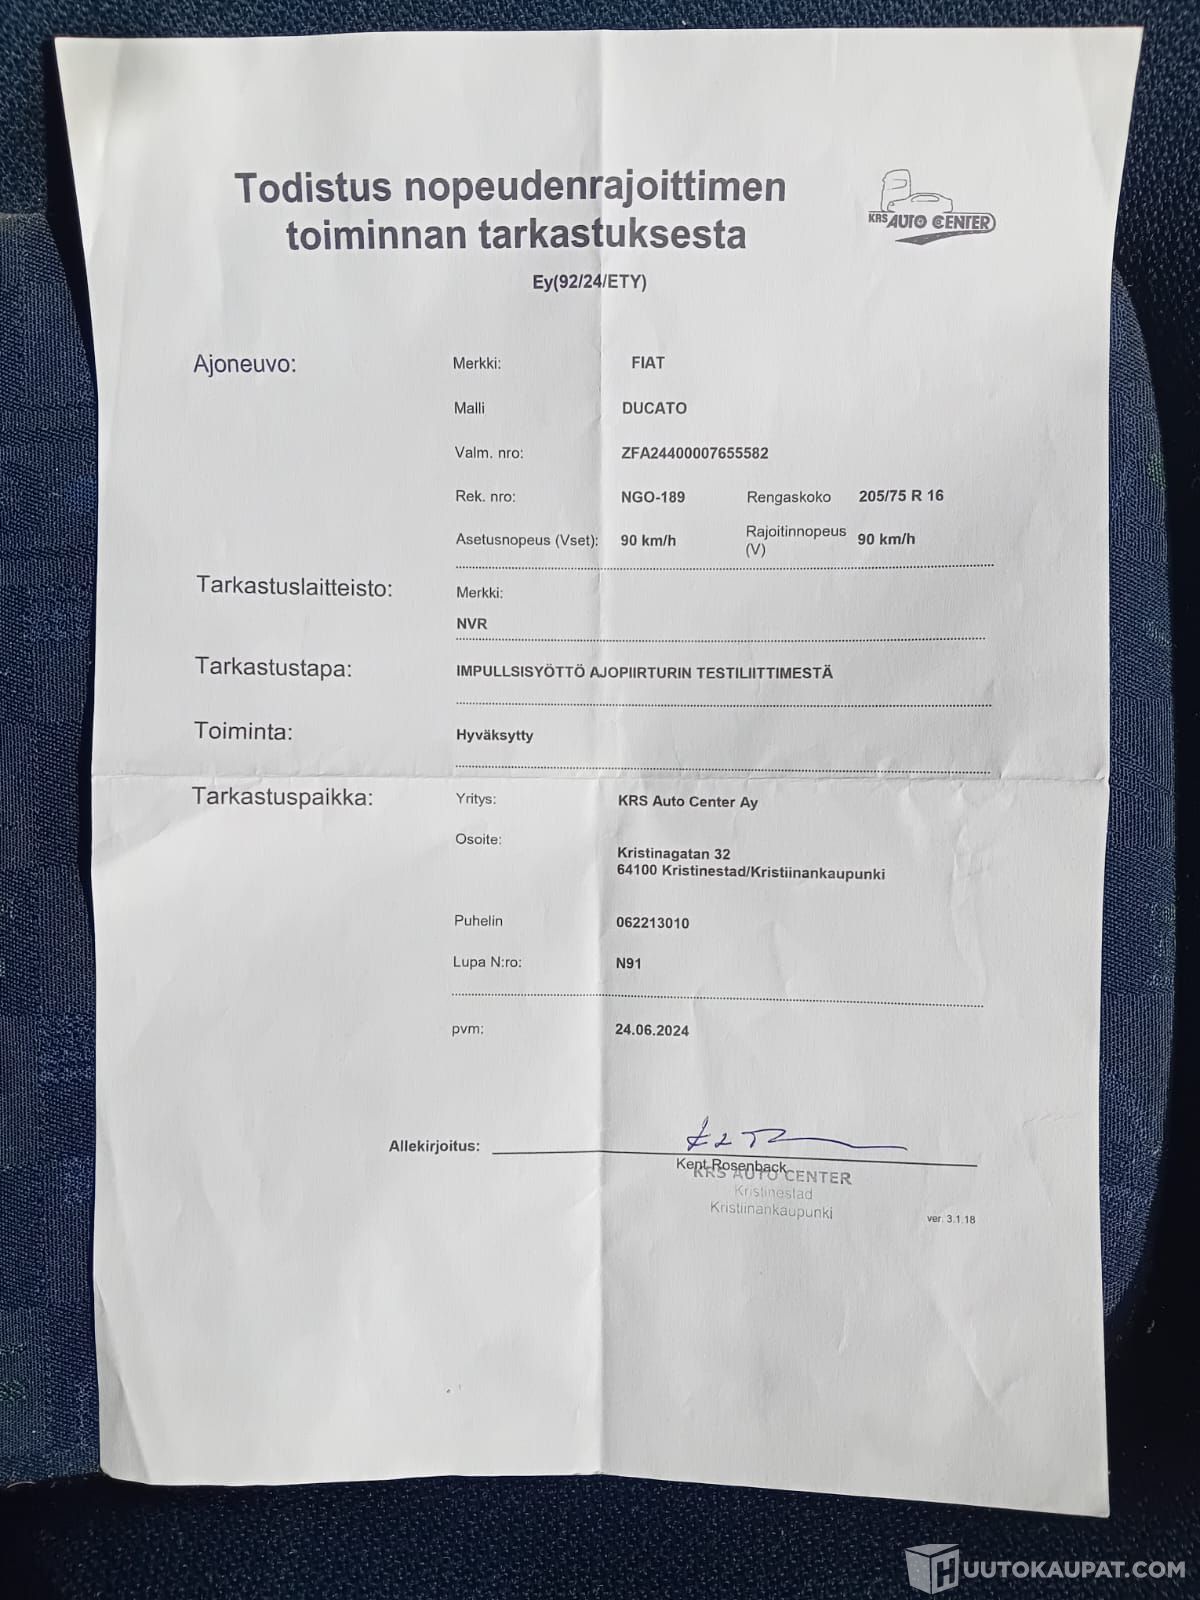 Todistus nopeudenrajoittimen
toiminnan tarkastuksesta
KRS AUTO CENTER
Ey(92/24/ETY)
Ajoneuvo: Merkki: FIAT
Malli DUCATO
Valm. nro: ZFA24400007655582
Rek. nro: NGO-189 Rengaskoko 205/75 R 16
Asetusnopeus (Vset): 90 km/h Rajoitinnopeus (V) 90 km/h
Tarkastuslaitteisto: Merkki:
NVR
Tarkastustapa: IMPULLSISYÖTTÖ AJOPIIRTURIN TESTILIITTIMESTÄ
Toiminta: Hyväksytty
Tarkastuspaikka: Yritys: KRS Auto Center Ay
Osoite:
Kristinagatan 32
64100 Kristinestad/Kristiinankaupunki
Puhelin 062213010
Lupa N:ro: N91
pvm: 24.06.2024
Allekirjoitus:
Kent Rosenback
KRS AUTO CENTER
Kristinestad
Kristiinankaupunki
ver. 3.1.18
HUUTOKAUPAT.COM